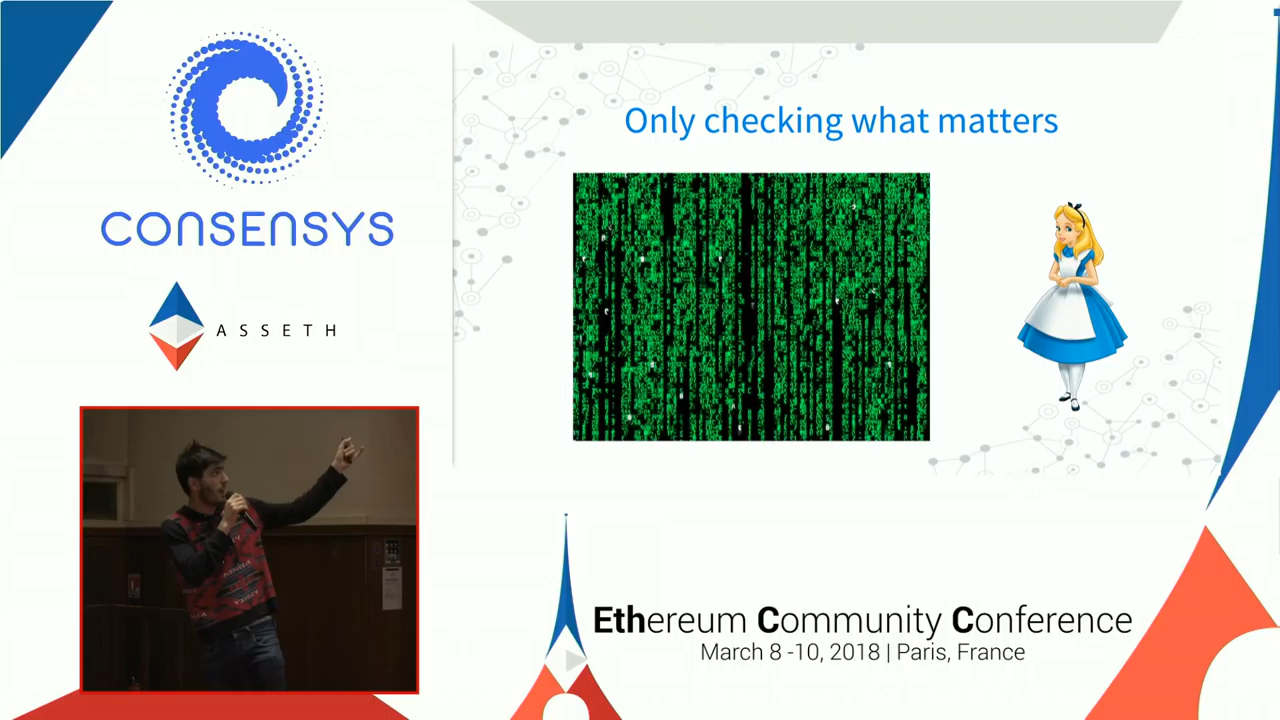 CONSENSYS
ASSETH
Only checking what matters
Ethereum Community Conference
March 8 -10, 2018 | Paris, France